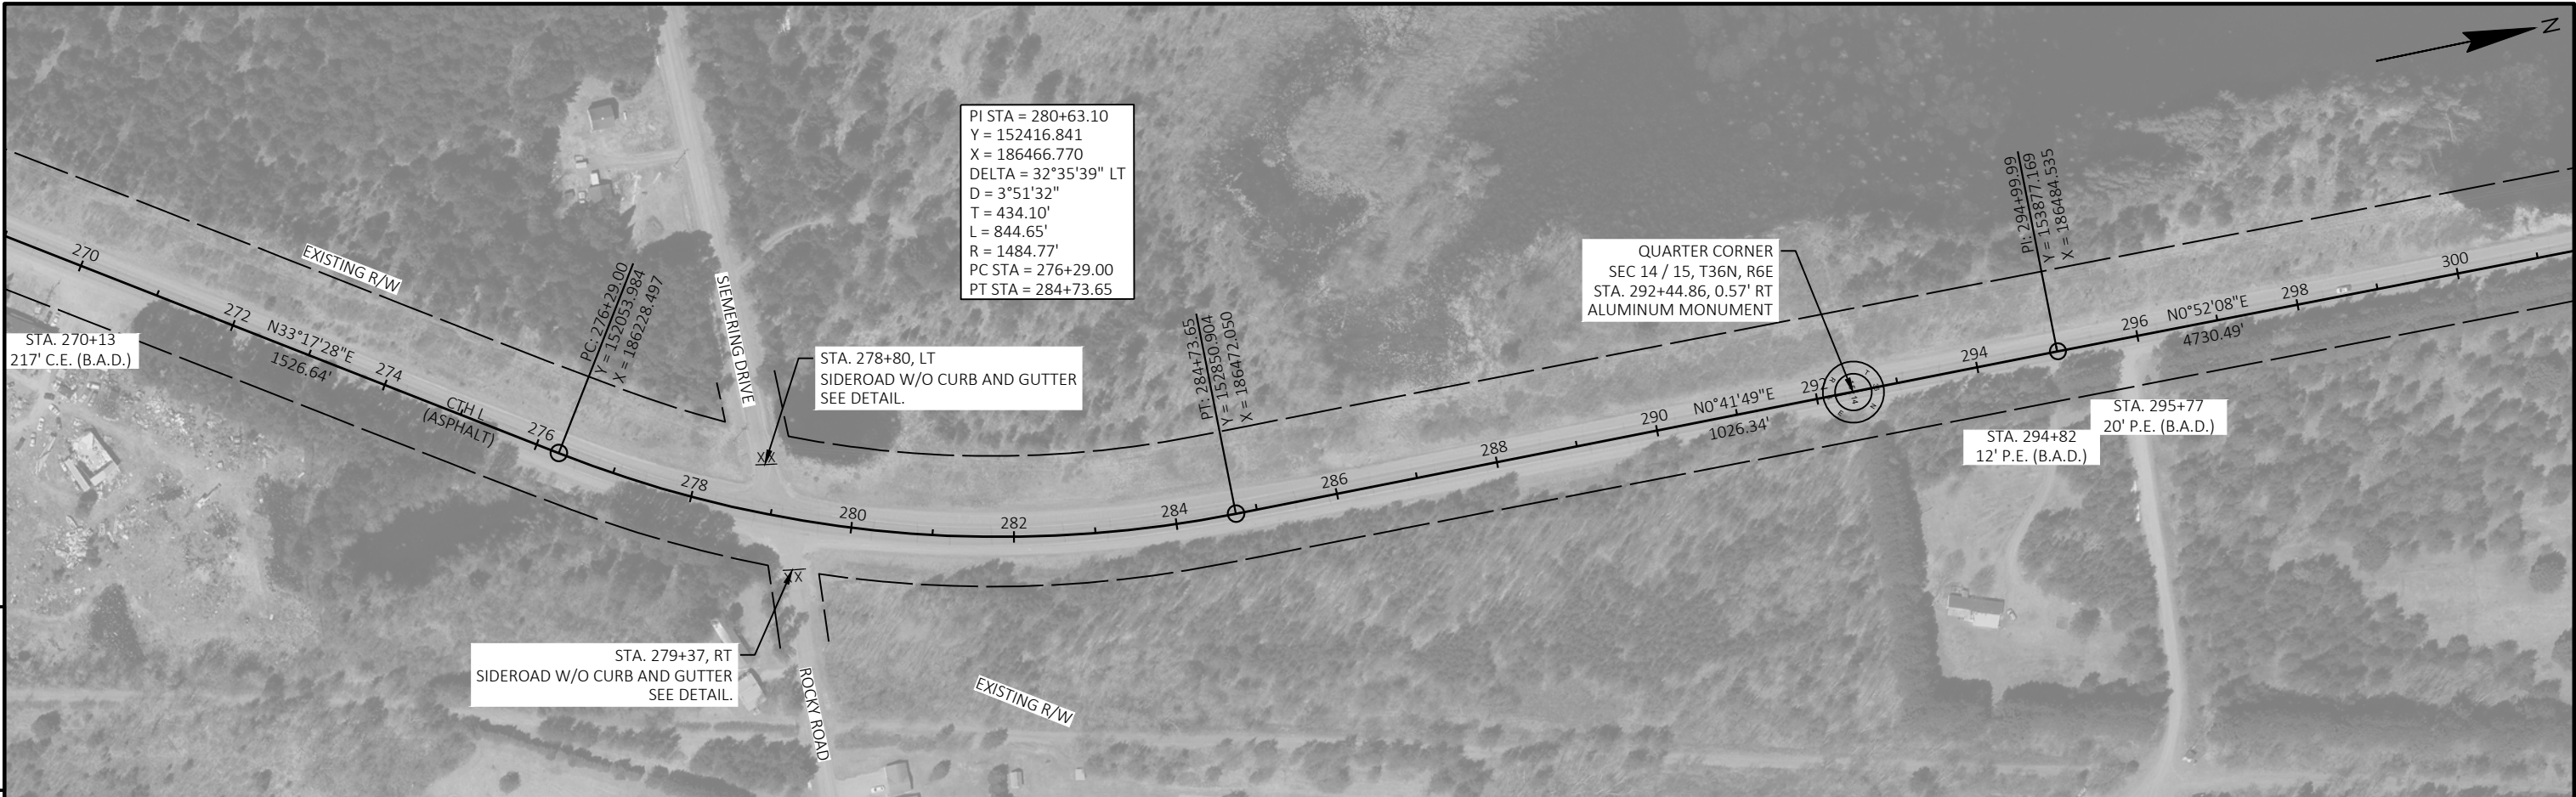 N
PI STA = 280+63.10
Y = 152416.841
X = 186466.770
DELTA = 32°35'39" LT
D = 3°51'32"
T = 434.10'
L = 844.65'
R = 1484.77'
PC STA = 276+29.00
PT STA = 284+73.65
EXISTING R/W
SIEMERING DRIVE
PC: 276+29.00
Y = 152053.984
X = 186228.497
PT: 284+73.65
Y = 152850.904
X = 186472.050
QUARTER CORNER
SEC 14 / 15, T36N, R6E
STA. 292+44.86, 0.57' RT
ALUMINUM MONUMENT
PI: 294+99.99
Y = 153877.169
X = 186484.535
270
272
274
276
278
280
282
284
286
288
290
292
294
296
298
300
STA. 270+13
217' C.E. (B.A.D.)
N33°17'28"E
1526.64'
CTH L
(ASPHALT)
STA. 278+80, LT
SIDEROAD W/O CURB AND GUTTER
SEE DETAIL.
XX
N0°41'49"E
1026.34'
T
R
14
N
E
N0°52'08"E
4730.49'
STA. 295+77
20' P.E. (B.A.D.)
STA. 294+82
12' P.E. (B.A.D.)
XX
STA. 279+37, RT
SIDEROAD W/O CURB AND GUTTER
SEE DETAIL.
ROCKY ROAD
EXISTING R/W